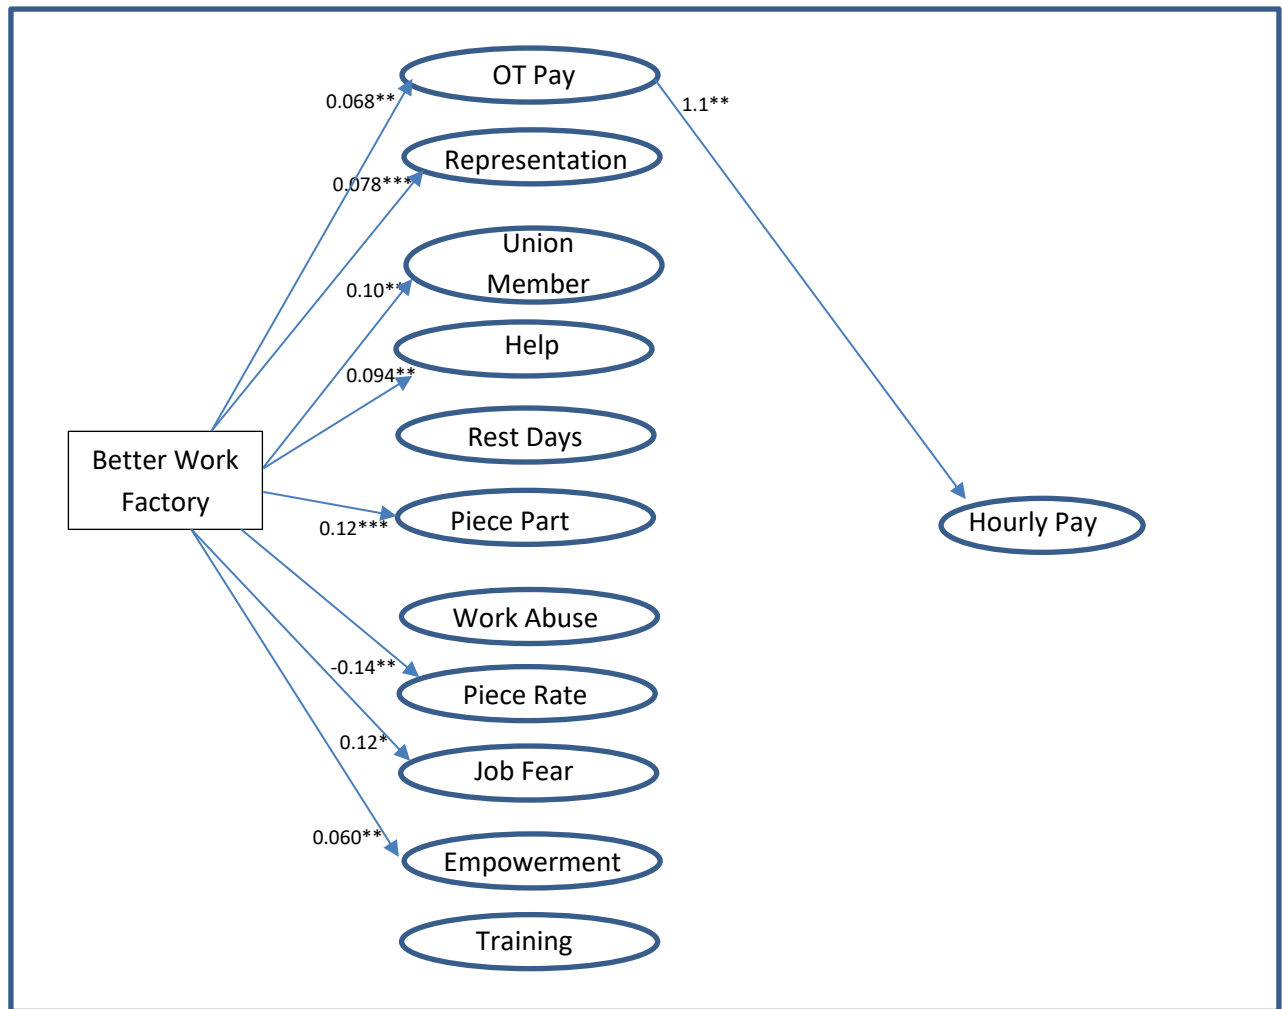 OT Pay
0.068**
1.1**
Representation
0.078***
Union
Member
0.10**
Help
0.094**
Rest Days
Better Work
Factory
Piece Part
0.12***
Hourly Pay
Work Abuse
-0.14**
Piece Rate
0.12*
Job Fear
0.060**
Empowerment
Training